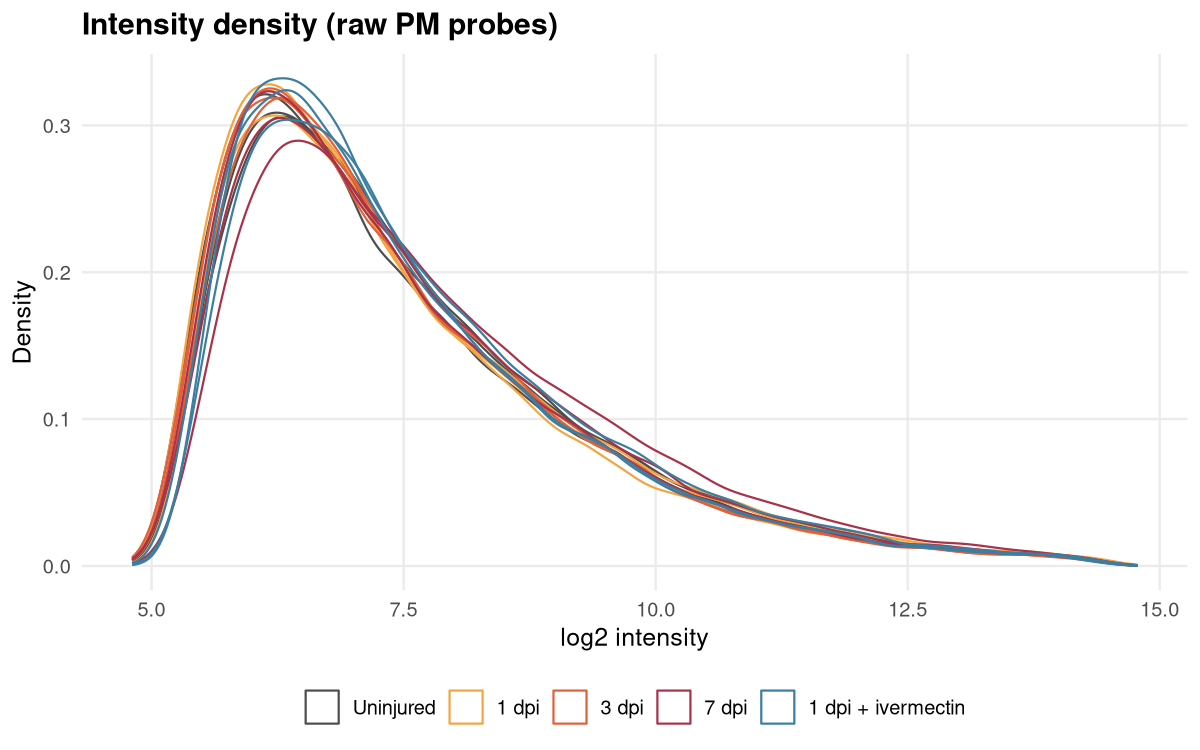 Intensity density (raw PM probes)
Density
0.3
0.2
0.1
0.0
5.0 7.5 10.0 12.5 15.0
log2 intensity
Uninjured 1 dpi 3 dpi 7 dpi 1 dpi + ivermectin